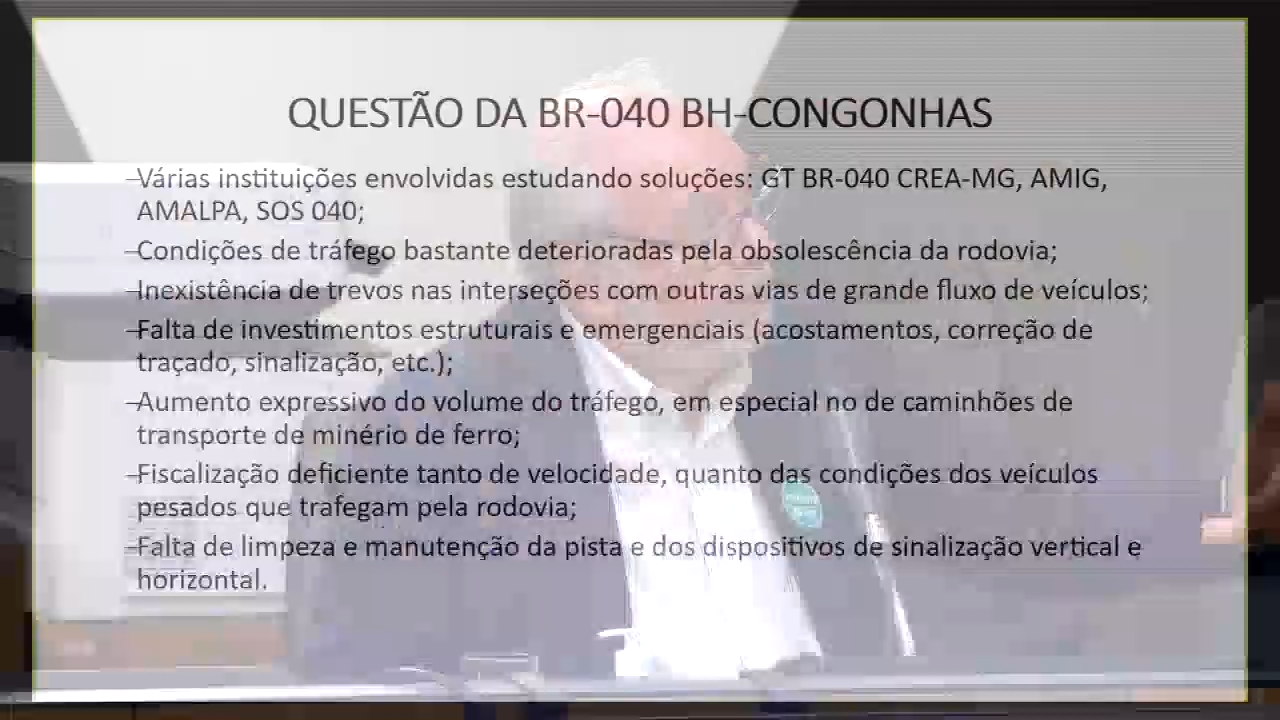 QUESTÃO DA BR-040 BH-CONGONHAS
–Várias instituições envolvidas estudando soluções: GT BR-040 CREA-MG, AMIG,
AMALPA, SOS 040;
–Condições de tráfego bastante deterioradas pela obsolescência da rodovia;
–Inexistência de trevos nas interseções com outras vias de grande fluxo de veículos;
–Falta de investimentos estruturais e emergenciais (acostamentos, correção de
traçado, sinalização, etc.);
–Aumento expressivo do volume do tráfego, em especial no de caminhões de
transporte de minério de ferro;
–Fiscalização deficiente tanto de velocidade, quanto das condições dos veículos
pesados que trafegam pela rodovia;
–Falta de limpeza e manutenção da pista e dos dispositivos de sinalização vertical e
horizontal.